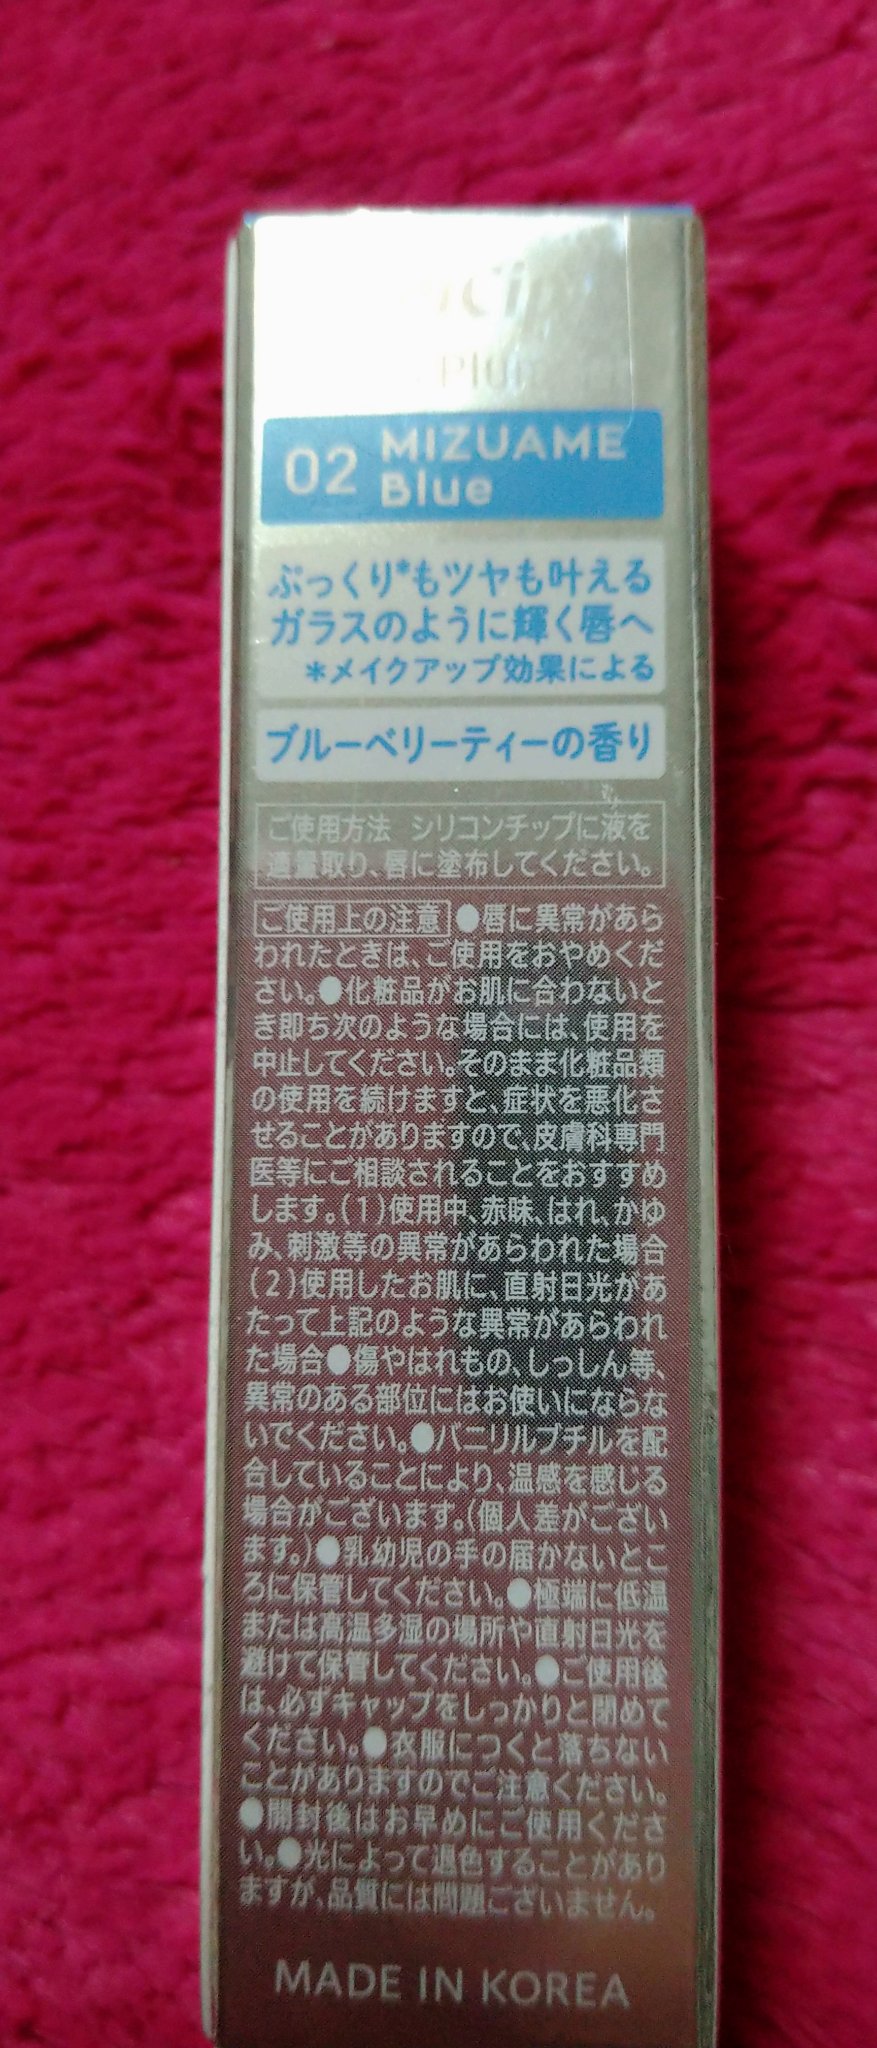 02 MIZUAME
Blue
ぷっくり*もツヤも叶える
ガラスのように輝く唇へ
*メイクアップ効果による
ブルーベリーティーの香り
ご使用方法 シリコンチップに液を
適量取り、唇に塗布してください。
ご使用上の注意 ●唇に異常があら
われたときは、ご使用をおやめくだ
さい。●化粧品がお肌に合わないと
き即ち次のような場合には、使用を
中止してください。そのまま化粧品類
の使用を続けますと、症状を悪化さ
せることがありますので、皮膚科専門
医等にご相談されることをおすすめ
します。(1)使用中、赤味、はれ、かゆ
み、刺激等の異常があらわれた場合
(2)使用したお肌に、直射日光があ
たって上記のような異常があらわれ
た場合●傷やはれもの、しっしん等、
異常のある部位にはお使いにならな
いでください。●バニリルブチルを配
合していることにより、温感を感じる
場合がございます。(個人差がござい
ます。)●乳幼児の手の届かないとこ
ろに保管してください。●極端に低温
または高温多湿の場所や直射日光を
避けて保管してください。●ご使用後
は、必ずキャップをしっかりと閉めて
ください。●衣服につくと落ちない
ことがありますのでご注意ください。
●開封後はお早めにご使用くださ
い。●光によって退色することがあり
ますが、品質には問題ございません。
MADE IN KOREA